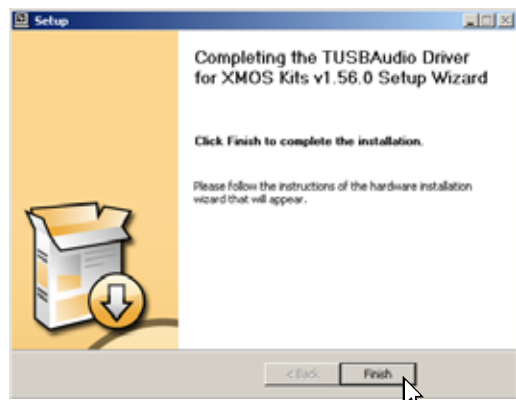 Setup
Completing the TUSBAudio Driver
for XMOS Kits v1.56.0 Setup Wizard
Click Finish to complete the installation.
Please follow the instructions of the hardware installation
wizard that will appear.
< Back Finish